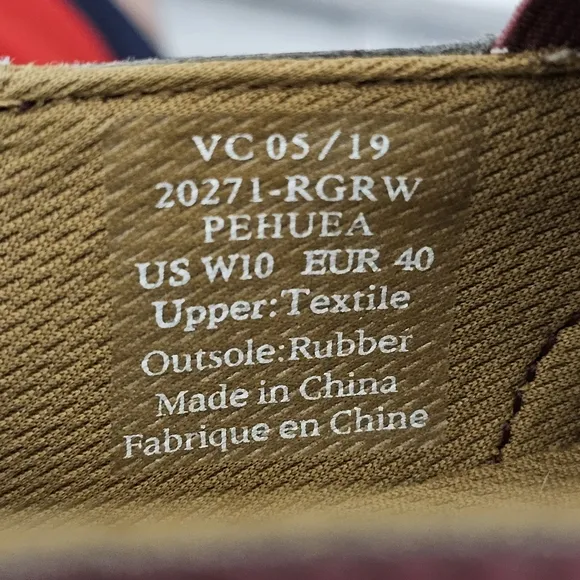 VC 05/19
20271-RGRW
PEHUEA
US W10 EUR 40
Upper:Textile
Outsole:Rubber
Made in China
Fabrique en Chine